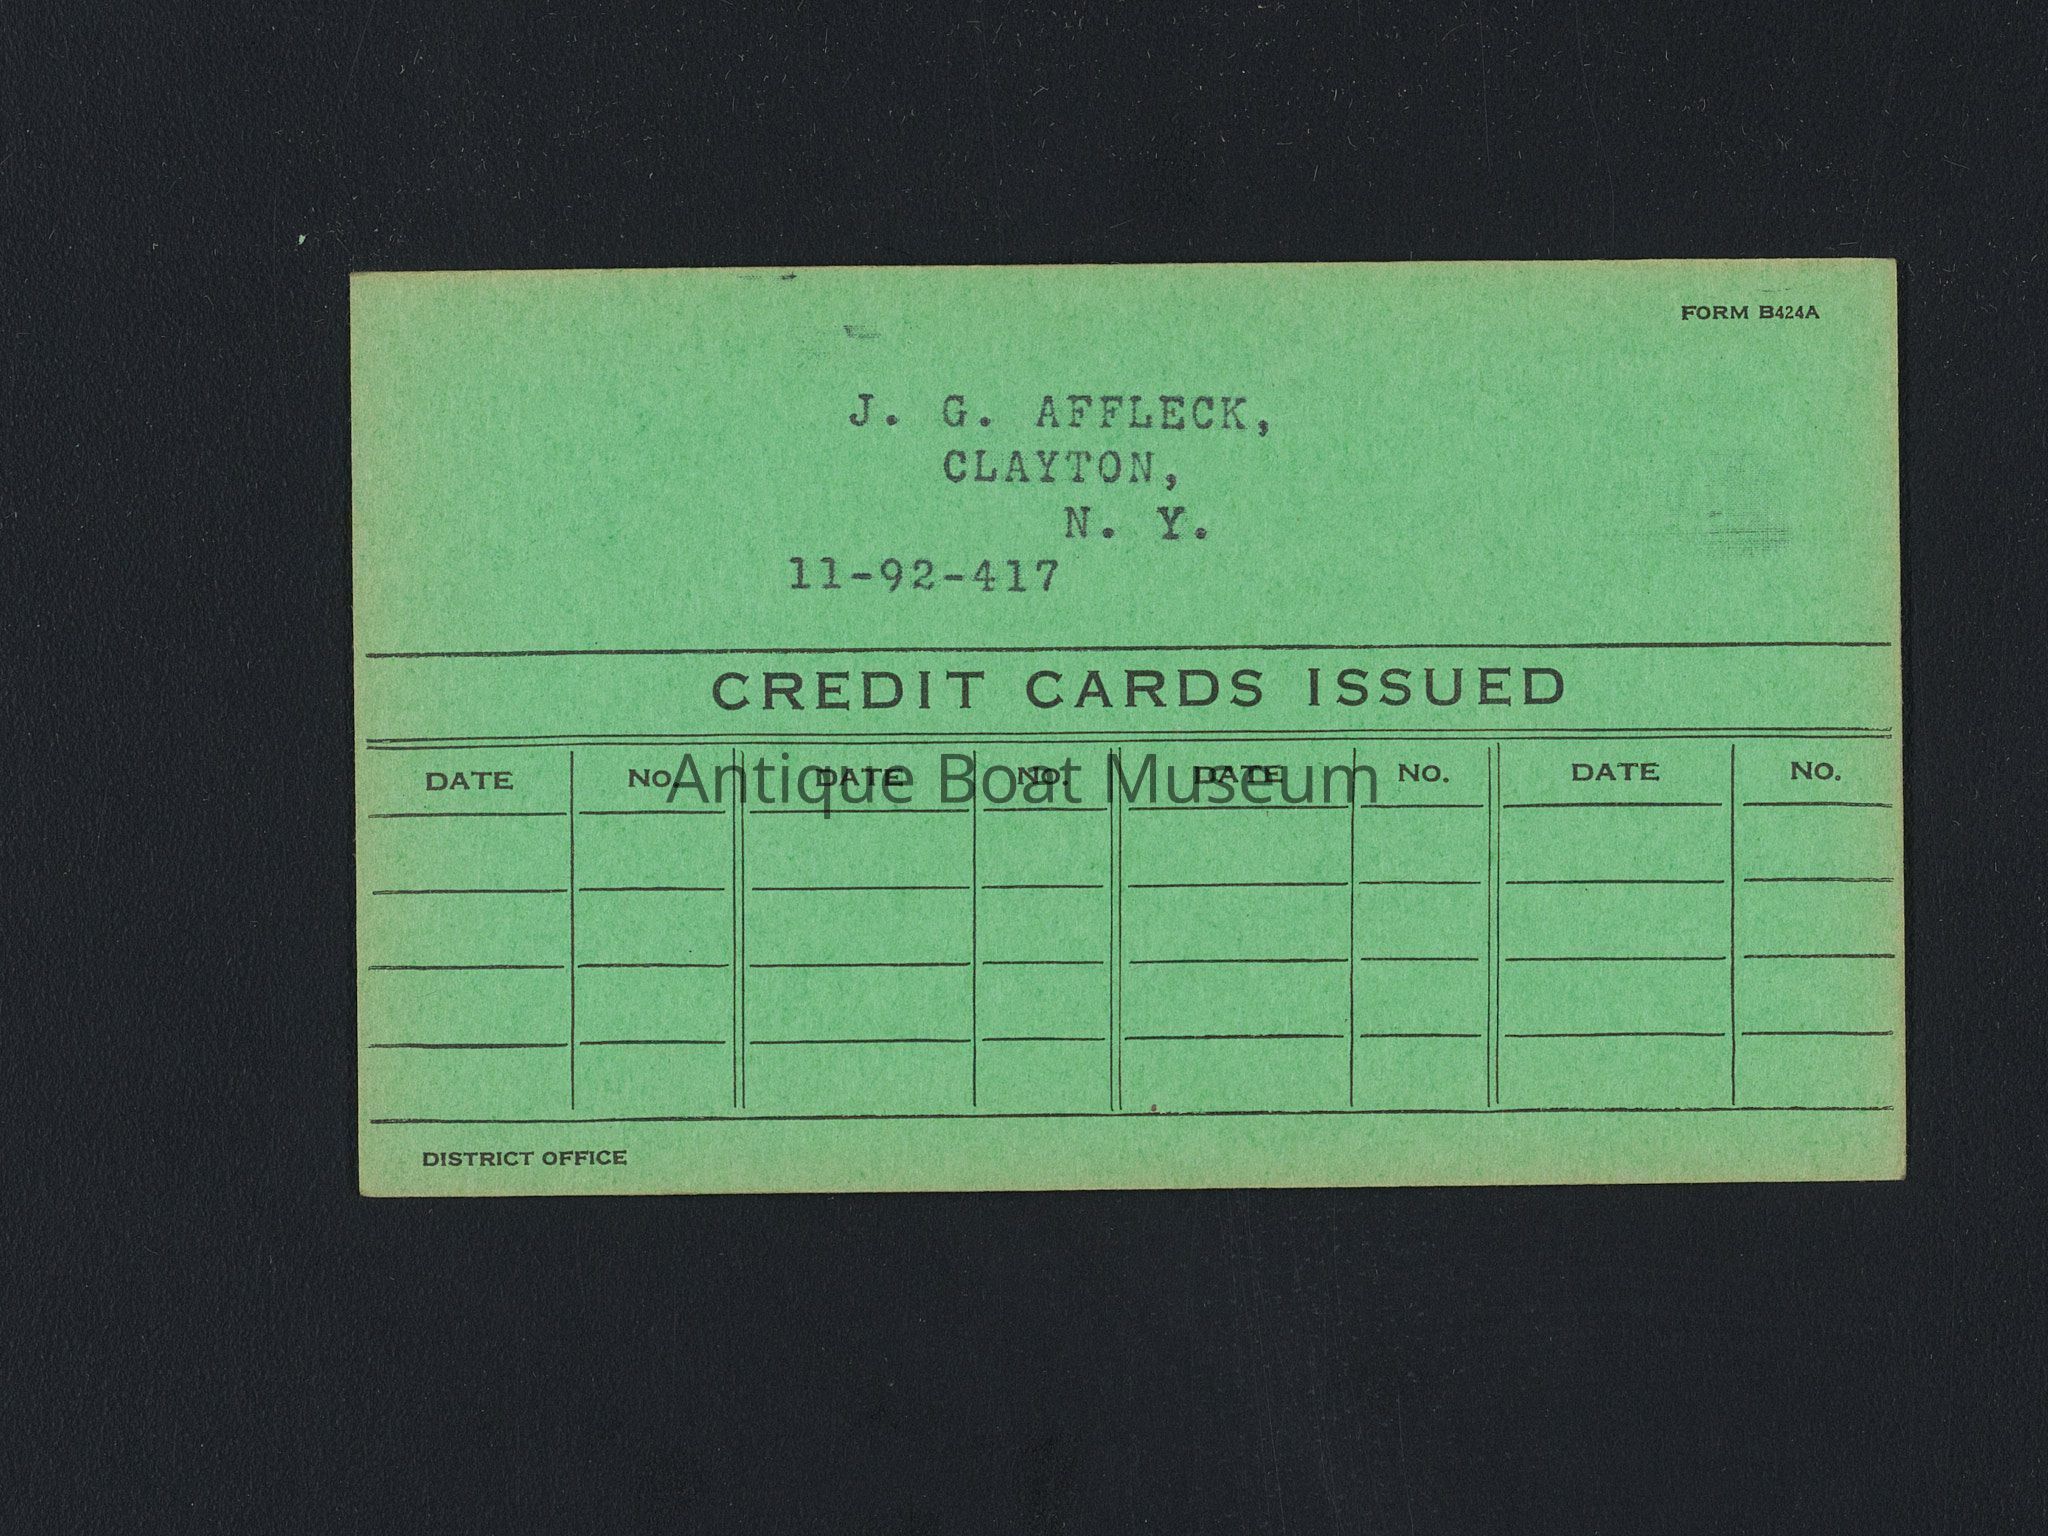 FORM B424A
J. G. AFFLECK,
CLAYTON,
N. Y.
11-92-417
CREDIT CARDS ISSUED
DATE NO. DATE NO. DATE NO. DATE NO.
Antique Boat Museum
DISTRICT OFFICE